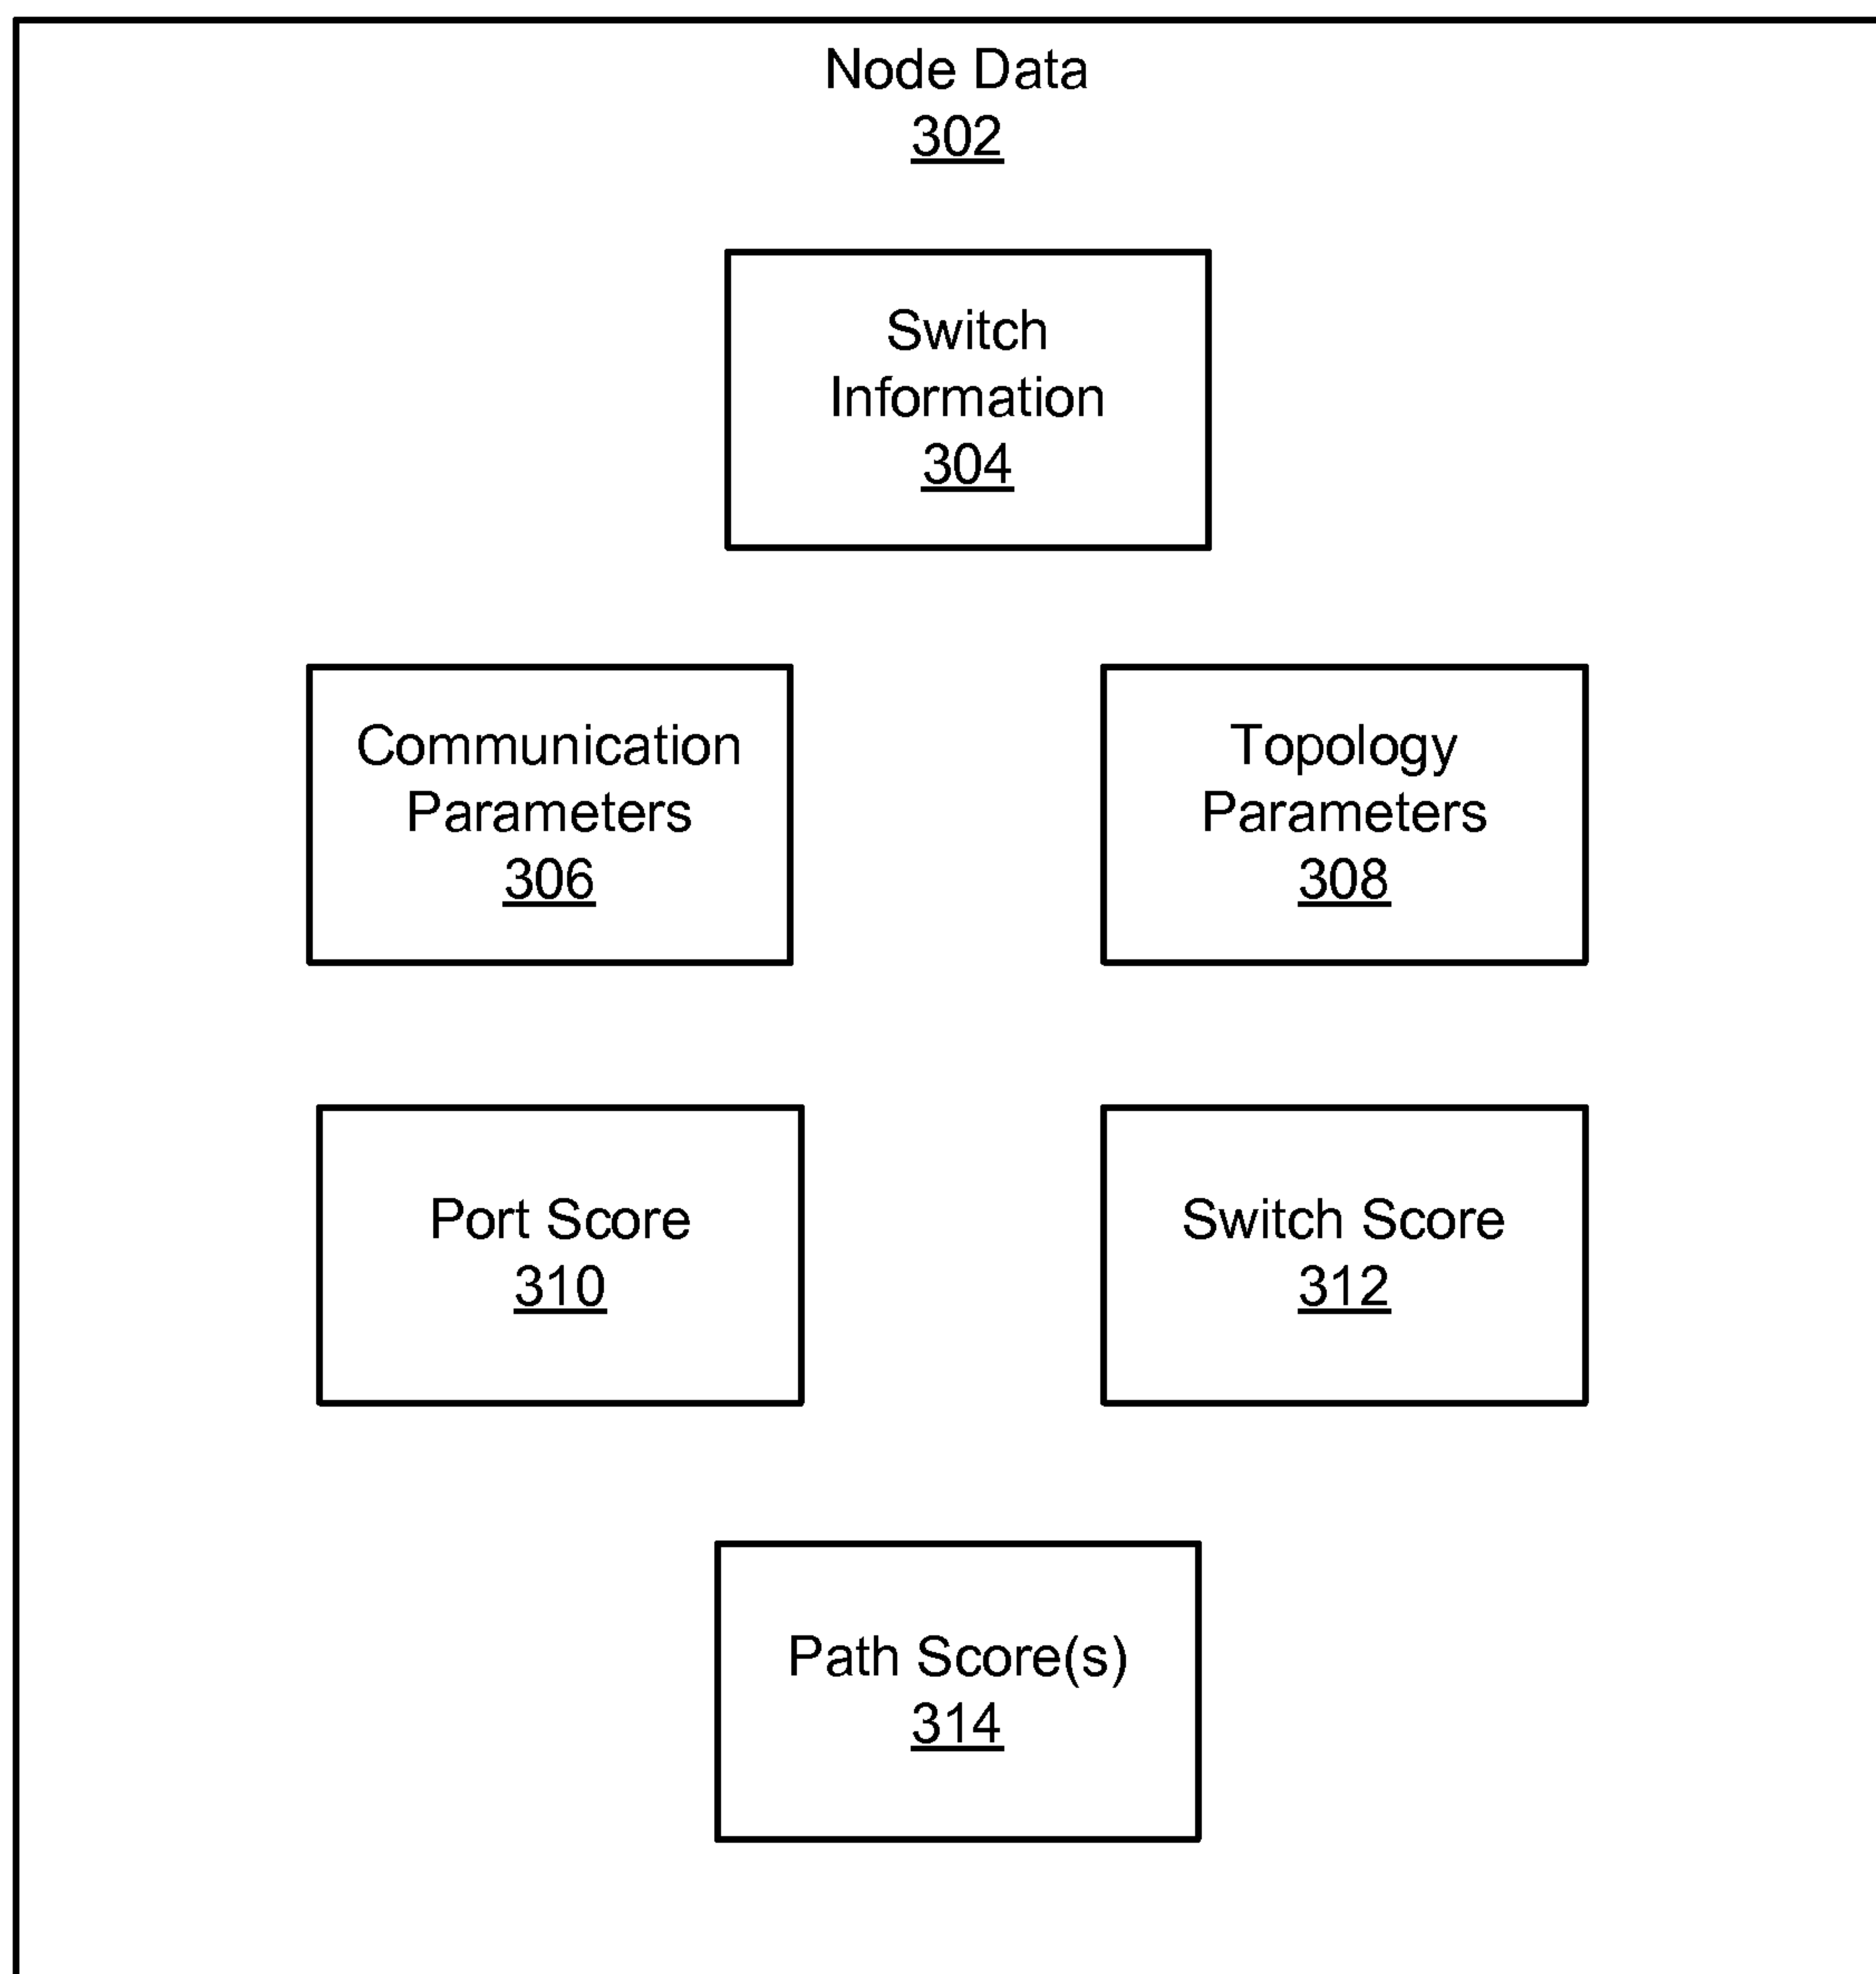 Node Data
302
Switch
Information
304
Communication
Parameters
306
Topology
Parameters
308
Port Score
310
Switch Score
312
Path Score(s)
314